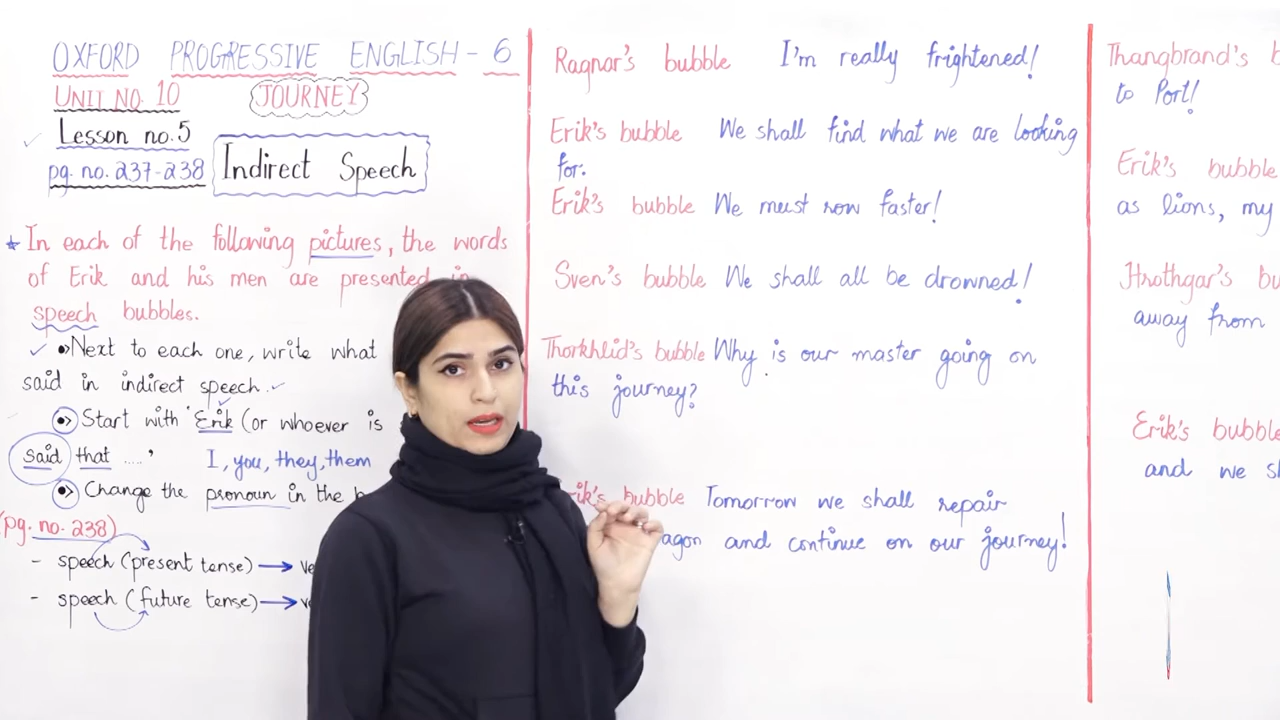 OXFORD PROGRESSIVE ENGLISH - 6
UNIT NO. 10 JOURNEY
Lesson no.5
pg. no. 237-238 Indirect Speech
In each of the following pictures, the words
of Erik and his men are presented in
speech bubbles.
Next to each one, write what
said in indirect speech.
Start with 'Erik (or whoever is
said that ....' I, you, they, them
Change the pronoun in the
(pg. no. 238)
- speech (present tense) →
- speech (future tense) →
Ragnar's bubble I'm really frightened!
Erik's bubble We shall find what we are looking
for.
Erik's bubble We must row faster!
Sven's bubble We shall all be drowned!
Thorkhlid's bubble Why is our master going on
this journey?
bubble Tomorrow we shall repair
and continue on our journey!
Thangbrand's
to Port!
Erik's bubble
as lions, my
Hrothgar's
away from
Erik's bubble
and we